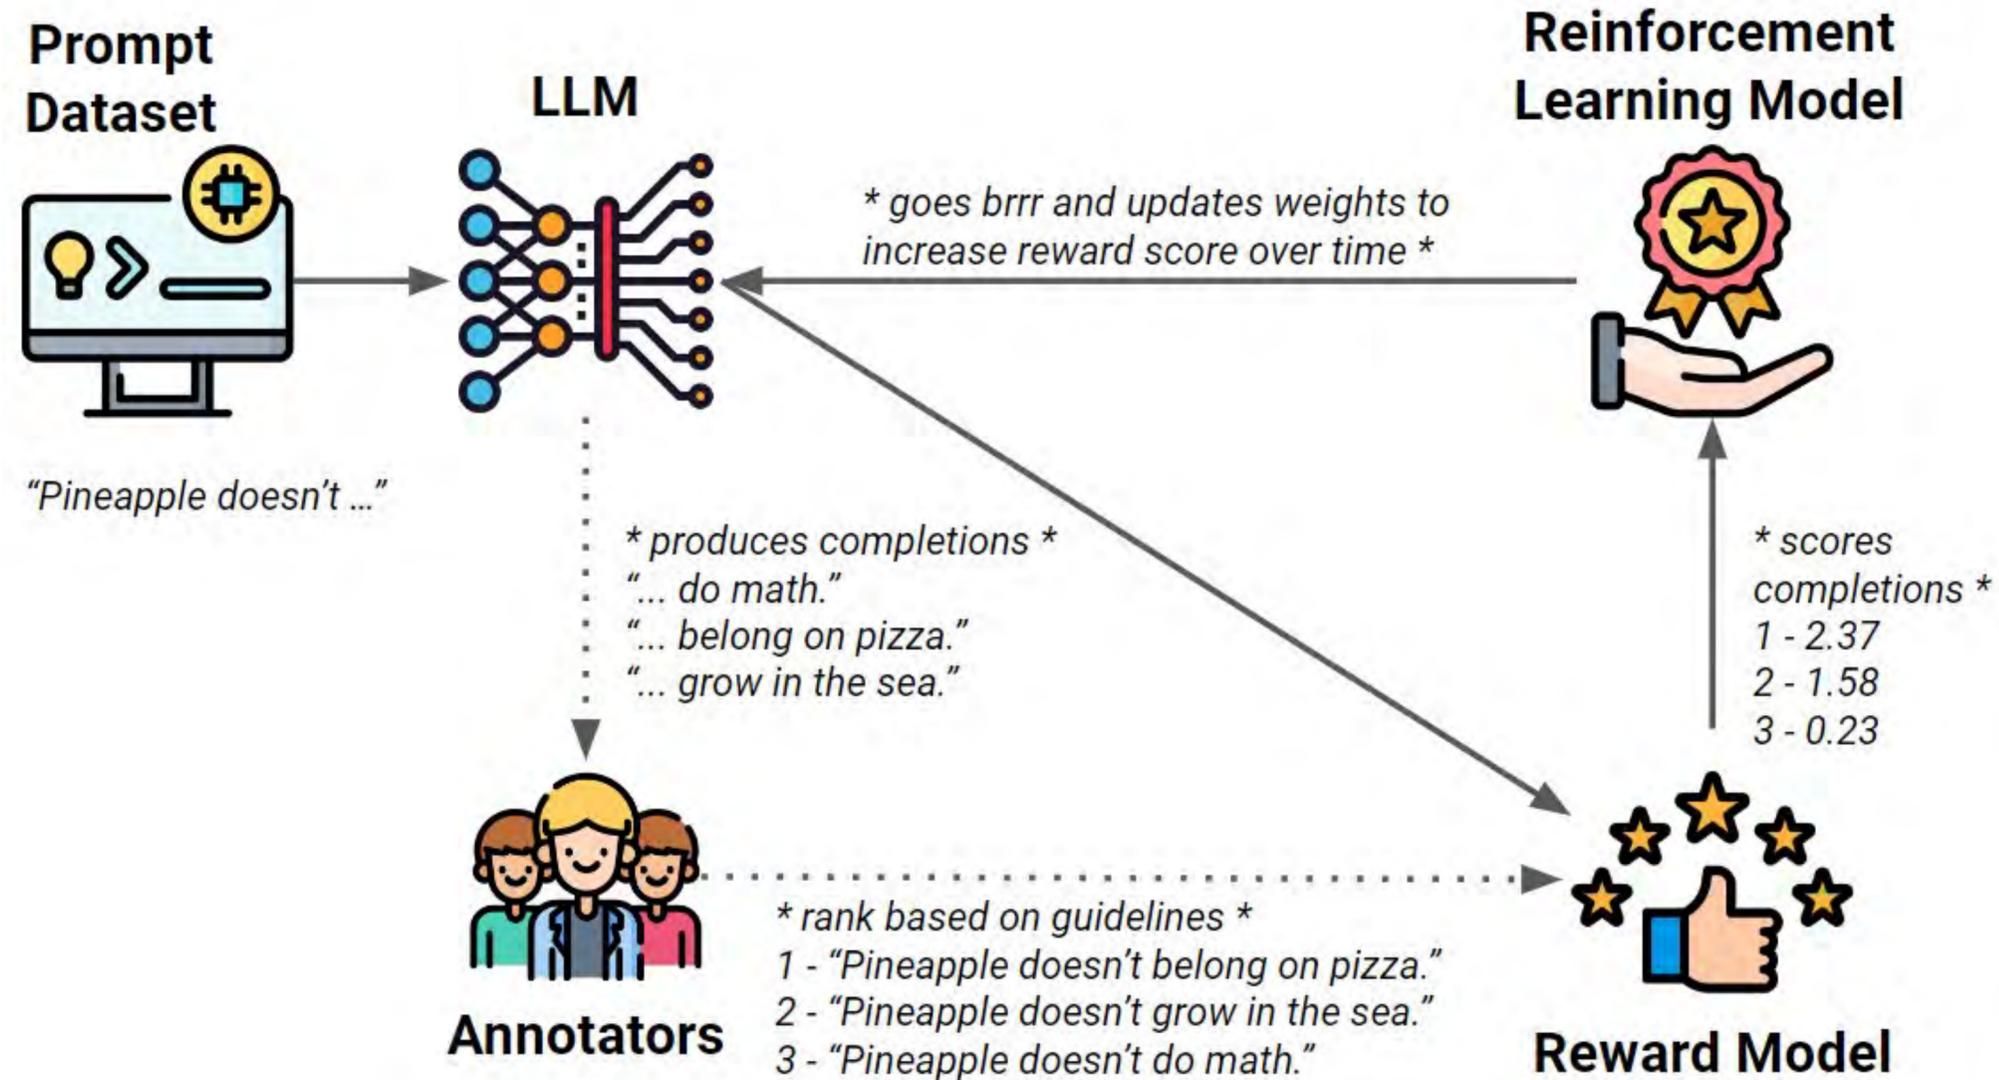 Prompt
Dataset
LLM
Reinforcement
Learning Model
* goes brrr and updates weights to
increase reward score over time *
“Pineapple doesn’t ...”
* produces completions *
“... do math.”
“... belong on pizza.”
“... grow in the sea.”
* scores
completions *
1 - 2.37
2 - 1.58
3 - 0.23
* rank based on guidelines *
1 - “Pineapple doesn’t belong on pizza.”
2 - “Pineapple doesn’t grow in the sea.”
3 - “Pineapple doesn’t do math.”
Annotators
Reward Model